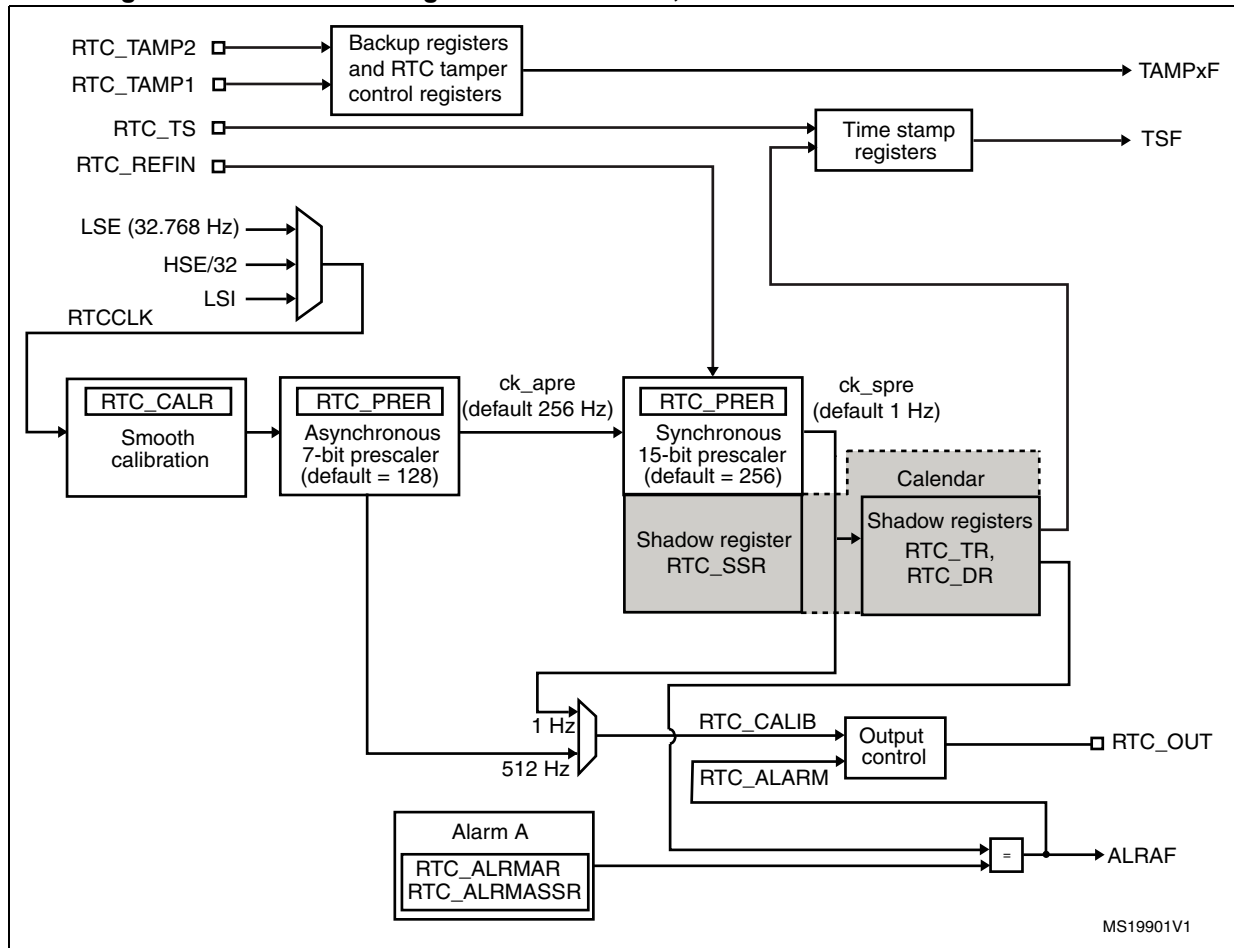 RTC_TAMP2
RTC_TAMP1
RTC_TS
RTC_REFIN
Backup registers
and RTC tamper
control registers
TAMPxF
Time stamp
registers
TSF
LSE (32.768 Hz)
HSE/32
LSI
RTCCLK
RTC_CALR
Smooth
calibration
RTC_PRER
Asynchronous
7-bit prescaler
(default = 128)
ck_apre
(default 256 Hz)
RTC_PRER
Synchronous
15-bit prescaler
(default = 256)
ck_spre
(default 1 Hz)
Calendar
Shadow register
RTC_SSR
Shadow registers
RTC_TR,
RTC_DR
1 Hz
512 Hz
RTC_CALIB
RTC_ALARM
Output
control
RTC_OUT
Alarm A
RTC_ALRMAR
RTC_ALRMASSR
=
ALRAF
MS19901V1